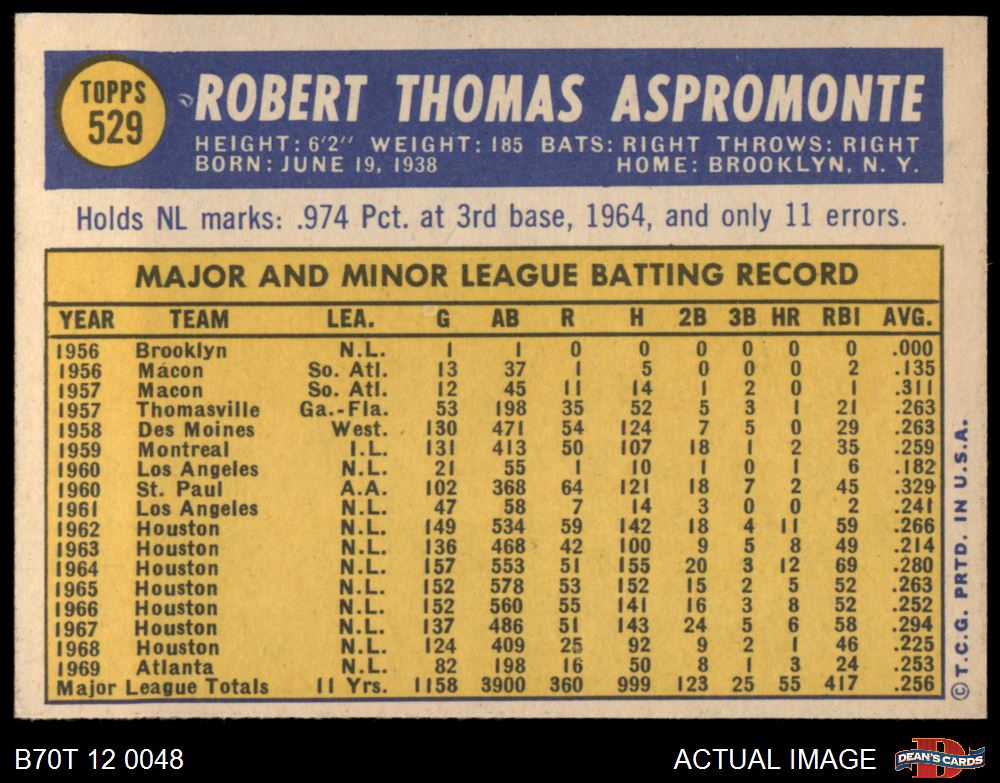 TOPPS
529
ROBERT THOMAS ASPROMONTE
HEIGHT: 6'2" WEIGHT: 185 BATS: RIGHT THROWS: RIGHT
BORN: JUNE 19, 1938 HOME: BROOKLYN, N. Y.
Holds NL marks: .974 Pct. at 3rd base, 1964, and only 11 errors.
MAJOR AND MINOR LEAGUE BATTING RECORD
YEAR TEAM LEA. G AB R H 2B 3B HR RBI AVG.
1956 Brooklyn N.L. 1 1 0 0 0 0 0 0 .000
1956 Macon So. Atl. 13 37 1 5 0 0 0 2 .135
1957 Macon So. Atl. 12 45 11 14 1 2 0 1 .311
1957 Thomasville Ga.-Fla. 53 198 35 52 5 3 1 21 .263
1958 Des Moines West. 130 471 54 124 7 5 0 29 .263
1959 Montreal I.L. 131 413 50 107 18 1 2 35 .259
1960 Los Angeles N.L. 21 55 1 10 1 0 1 6 .182
1960 St. Paul A.A. 102 368 64 121 18 7 2 45 .329
1961 Los Angeles N.L. 47 58 7 14 3 0 0 2 .241
1962 Houston N.L. 149 534 59 142 18 4 11 59 .266
1963 Houston N.L. 136 468 42 100 9 5 8 49 .214
1964 Houston N.L. 157 553 51 155 20 3 12 69 .280
1965 Houston N.L. 152 578 53 152 15 2 5 52 .263
1966 Houston N.L. 152 560 55 141 16 3 8 52 .252
1967 Houston N.L. 137 486 51 143 24 5 6 58 .294
1968 Houston N.L. 124 409 25 92 9 2 1 46 .225
1969 Atlanta N.L. 82 198 16 50 8 1 3 24 .253
Major League Totals 11 Yrs. 1158 3900 360 999 123 25 55 417 .256
© T.C.G. PRTD. IN U.S.A.
B70T 12 0048
ACTUAL IMAGE
D
DEAN'S CARDS